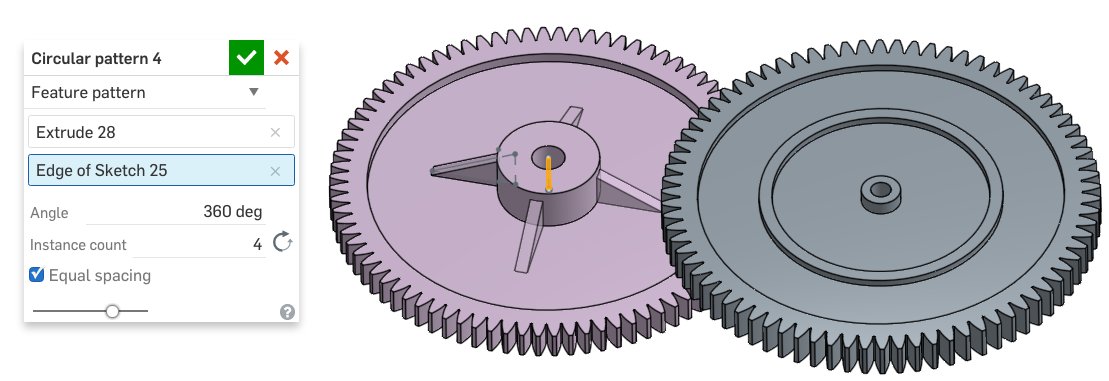 Circular pattern 4
Feature pattern
Extrude 28
Edge of Sketch 25
Angle 360 deg
Instance count 4
Equal spacing
?